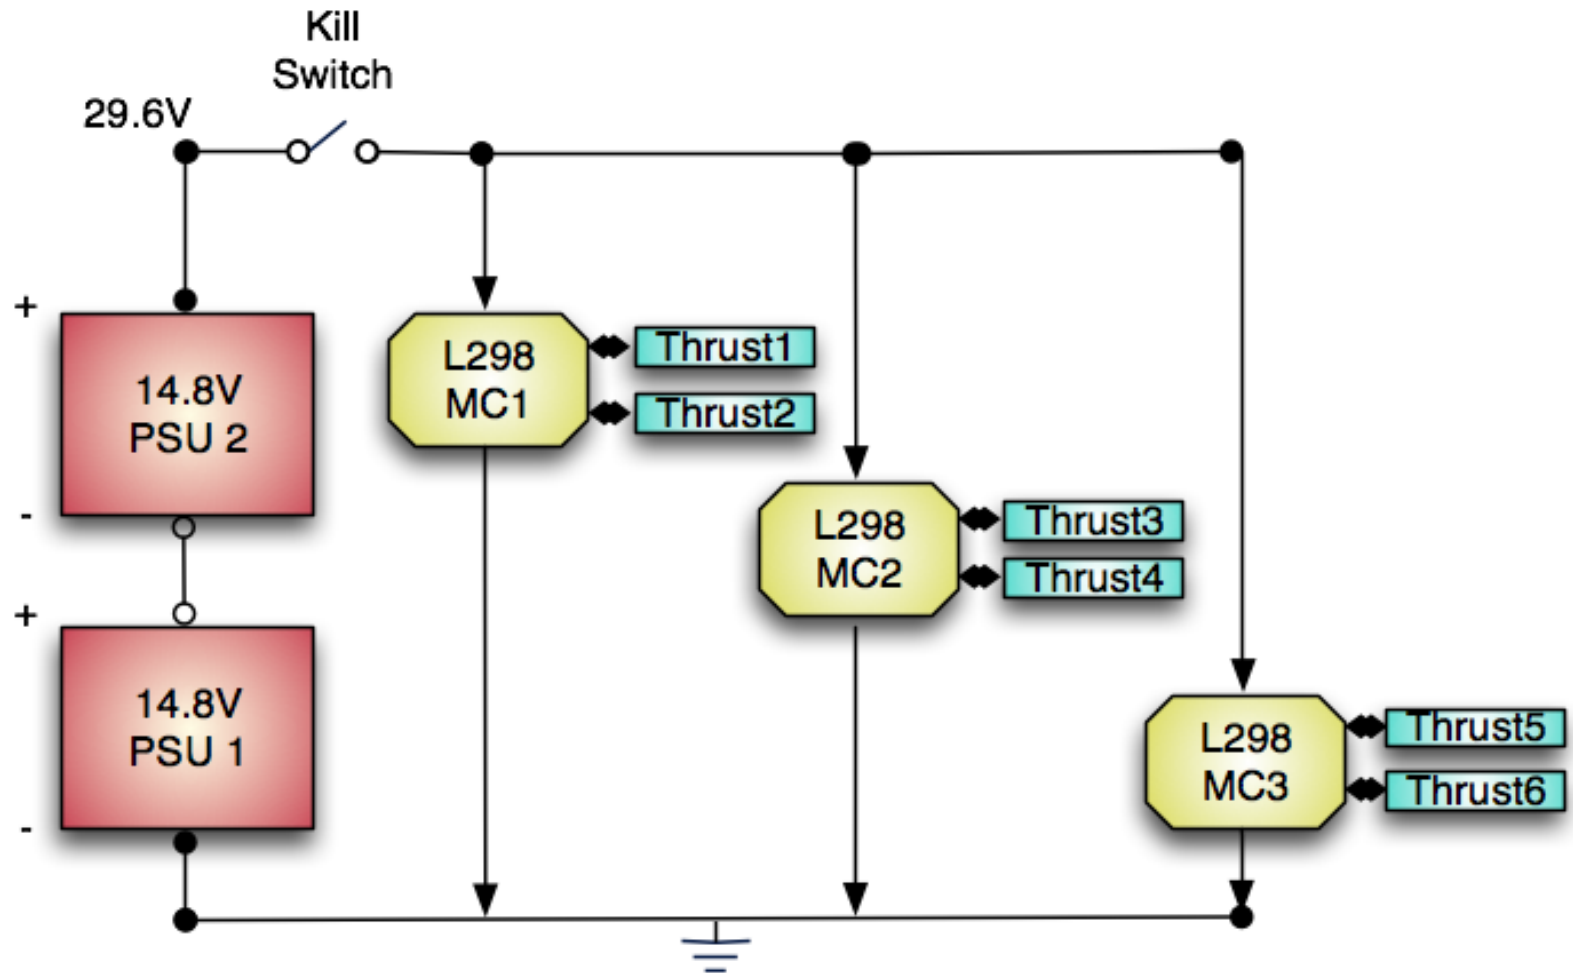 Kill
Switch
29.6V
+
14.8V
PSU 2
-
+
14.8V
PSU 1
-
L298
MC1
Thrust1
Thrust2
L298
MC2
Thrust3
Thrust4
L298
MC3
Thrust5
Thrust6